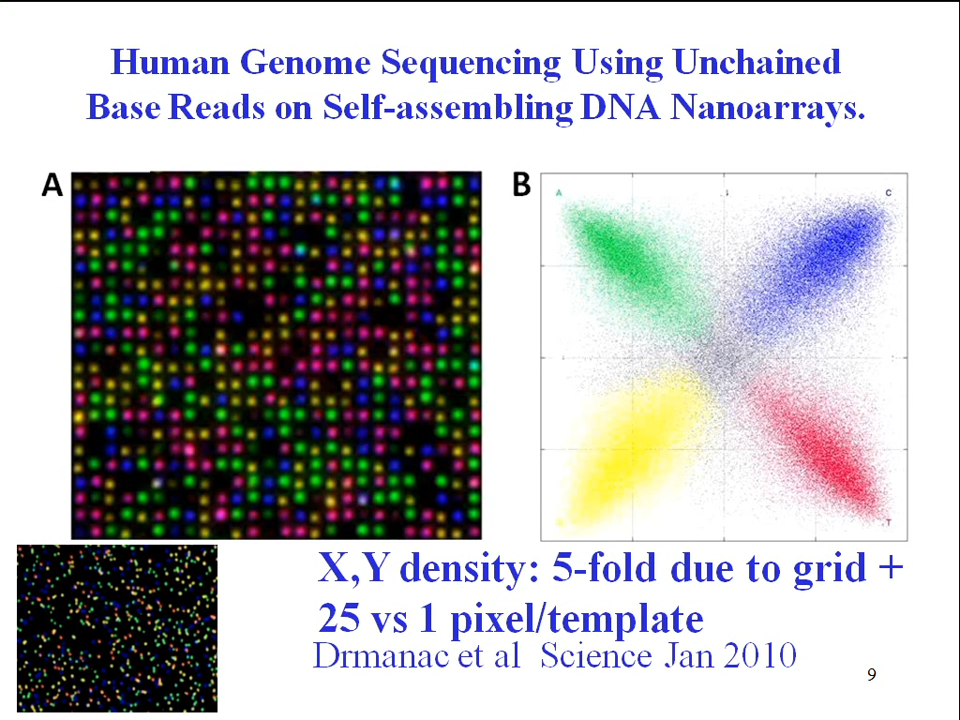 Human Genome Sequencing Using Unchained
Base Reads on Self-assembling DNA Nanoarrays.
A
B
A
C
T
X,Y density: 5-fold due to grid +
25 vs 1 pixel/template
Drmanac et al Science Jan 2010
9